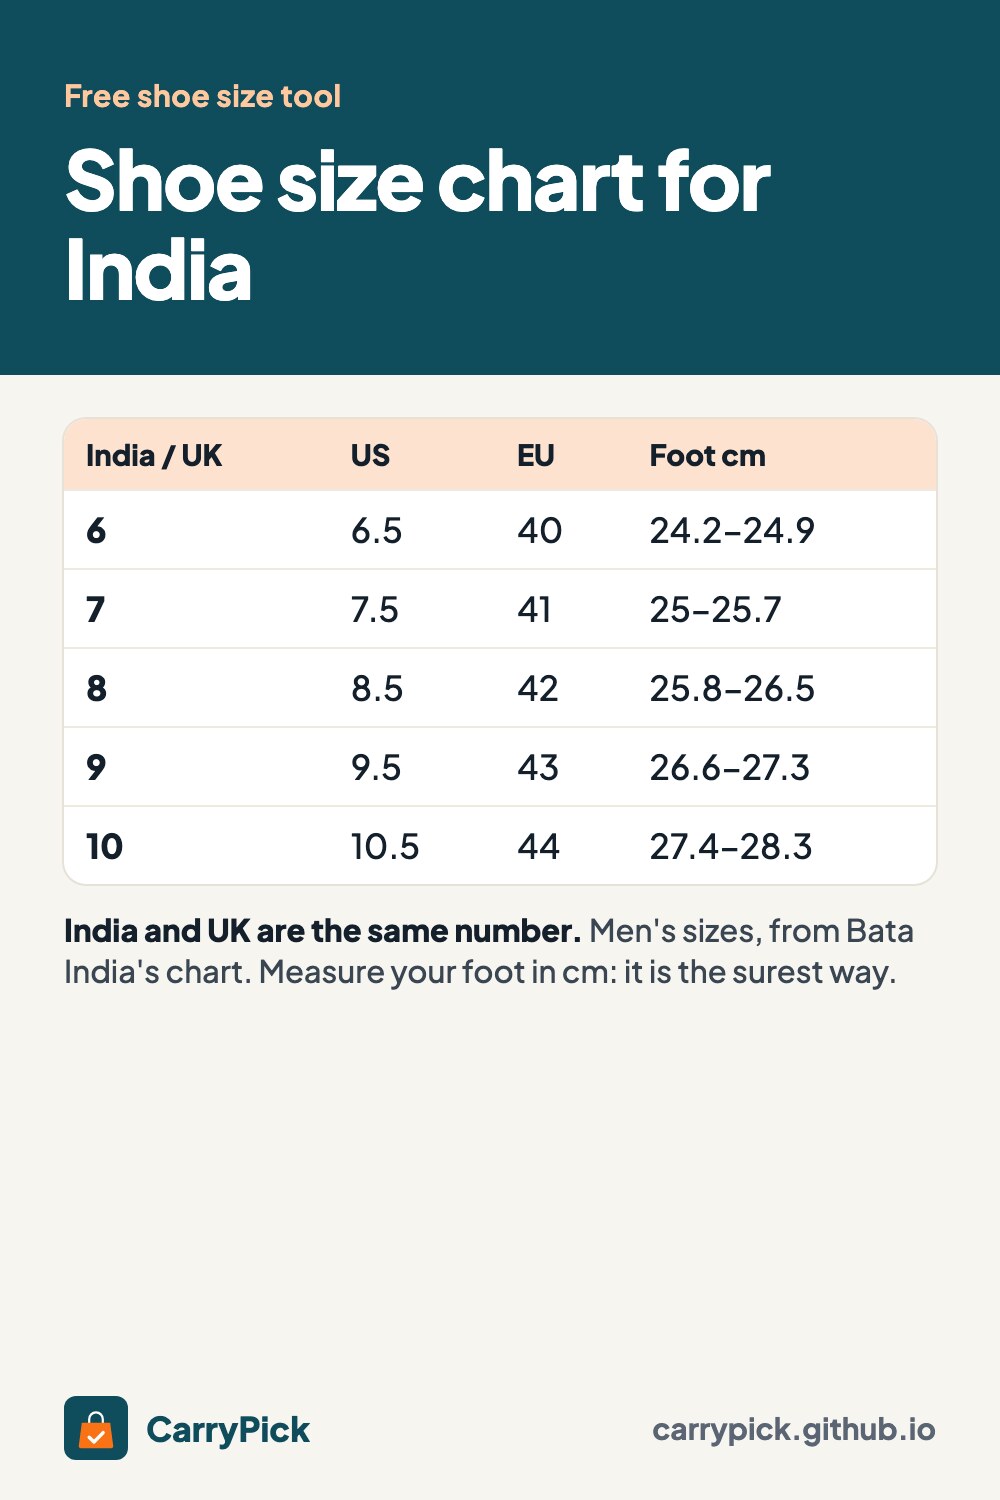 Free shoe size tool
Shoe size chart for
India
India / UK US EU Foot cm
6 6.5 40 24.2–24.9
7 7.5 41 25–25.7
8 8.5 42 25.8–26.5
9 9.5 43 26.6–27.3
10 10.5 44 27.4–28.3
India and UK are the same number. Men's sizes, from Bata
India's chart. Measure your foot in cm: it is the surest way.
CarryPick carrypick.github.io